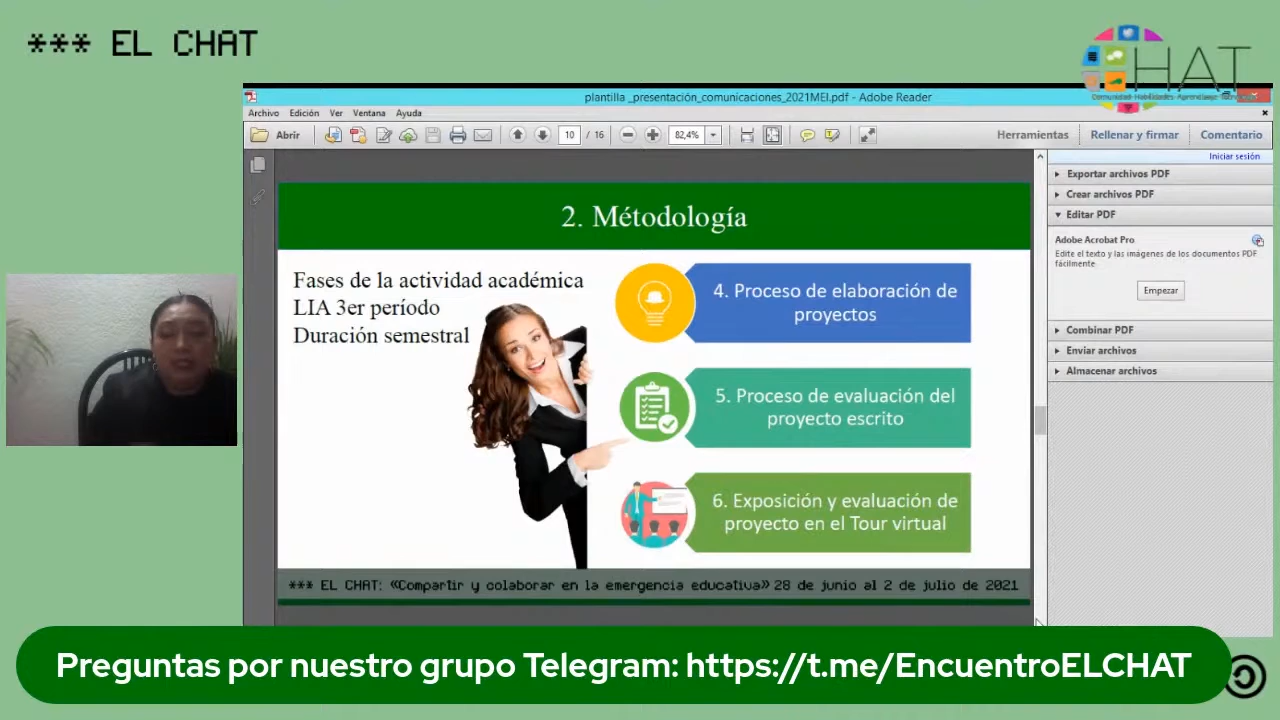 *** EL CHAT
HAT
Comunidad Habilidades Aprendizaje Tecnologías
plantilla _presentación_comunicaciones_2021MEI.pdf - Adobe Reader
Archivo Edición Ver Ventana Ayuda
Abrir 10 / 16 82,4% Herramientas Rellenar y firmar Comentario
Iniciar sesión
Exportar archivos PDF
Crear archivos PDF
Editar PDF
Adobe Acrobat Pro
Edite el texto y las imágenes de los documentos PDF
fácilmente
Empezar
Combinar PDF
Enviar archivos
Almacenar archivos
2. Métodología
Fases de la actividad académica
LIA 3er período
Duración semestral
4. Proceso de elaboración de
proyectos
5. Proceso de evaluación del
proyecto escrito
6. Exposición y evaluación de
proyecto en el Tour virtual
*** EL CHAT: «Compartir y colaborar en la emergencia educativa» 28 de junio al 2 de julio de 2021
Preguntas por nuestro grupo Telegram: https://t.me/EncuentroELCHAT